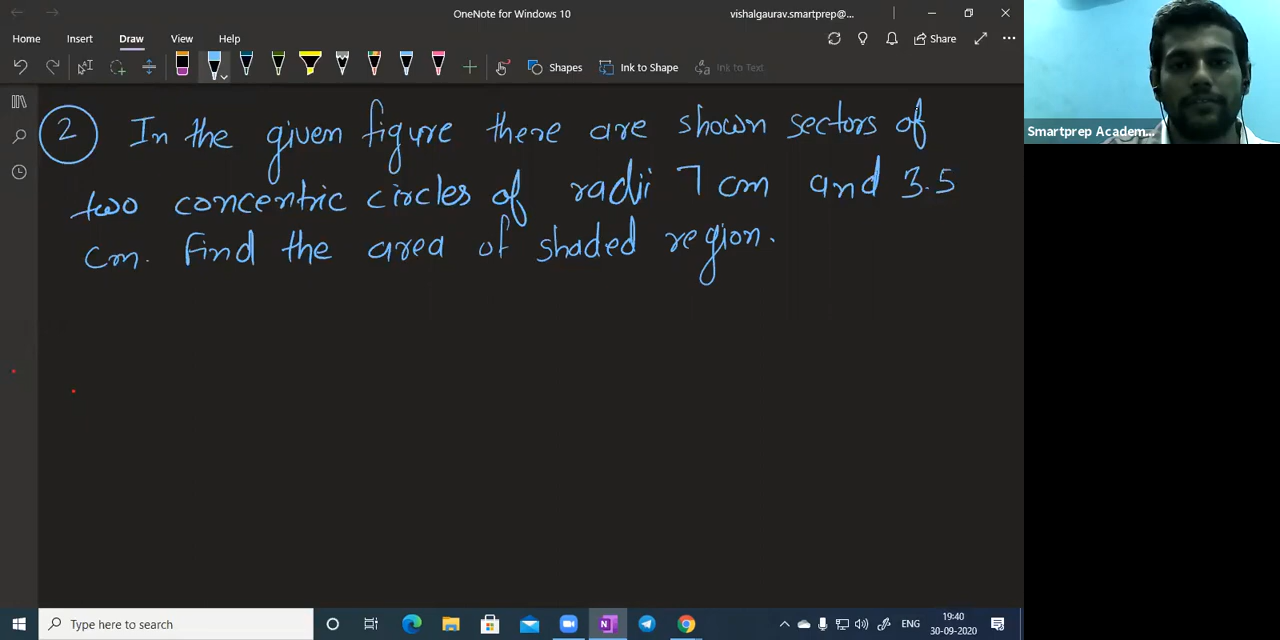 OneNote for Windows 10
vishalgaurav.smartprep@...
Home Insert Draw View Help
Share
Shapes Ink to Shape Ink to Text
2 In the given figure there are shown sectors of
two concentric circles of radii 7 cm and 3.5
cm. Find the area of shaded region.
Smartprep Academ...
Type here to search
N
ENG
19:40
30-09-2020